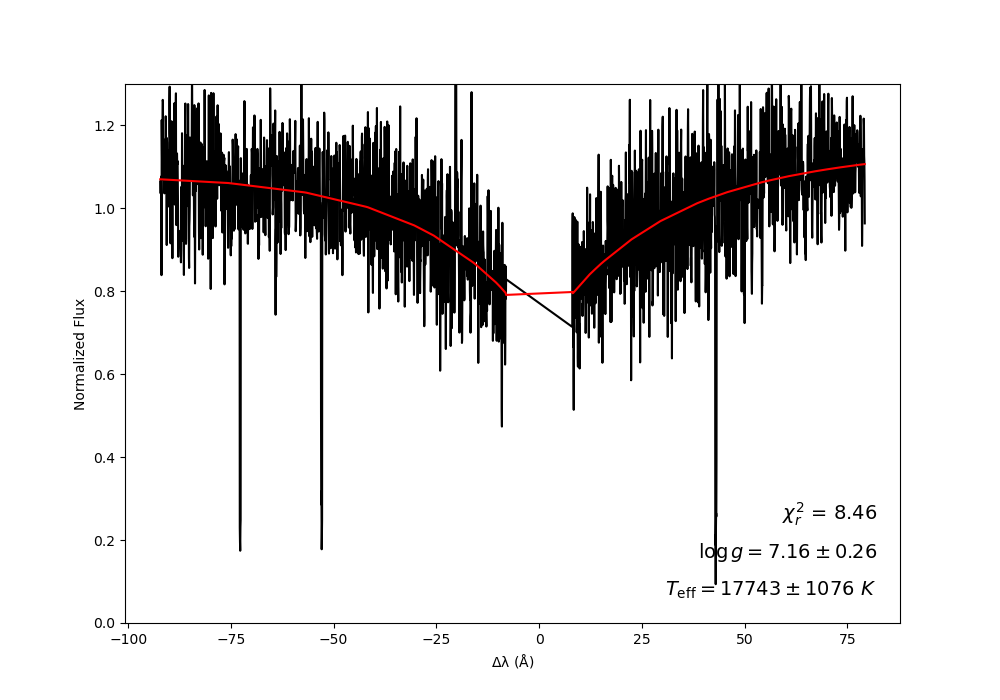 1.2
1.0
0.8
0.6
0.4
0.2
0.0
Normalized Flux
χ²ᵣ = 8.46
log g = 7.16 ± 0.26
T_eff = 17743 ± 1076 K
−100 −75 −50 −25 0 25 50 75
Δλ (Å)